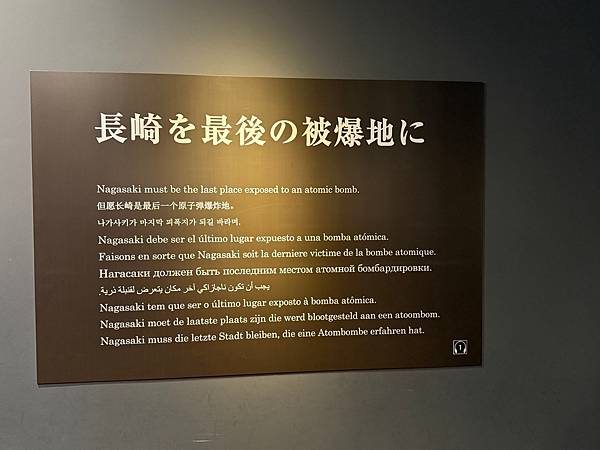 長崎を最後の被爆地に
Nagasaki must be the last place exposed to an atomic bomb.
但愿长崎是最后一个原子弹爆炸地。
나가사키가 마지막 피폭지가 되길 바라며.
Nagasaki debe ser el último lugar expuesto a una bomba atómica.
Faisons en sorte que Nagasaki soit la derniere victime de la bombe atomique.
Нагасаки должен быть последним местом атомной бомбардировки.
يجب أن تكون ناجازاكي آخر مكان يتعرض لقنبلة ذرية.
Nagasaki tem que ser o último lugar exposto à bomba atômica.
Nagasaki moet de laatste plaats zijn die werd blootgesteld aan een atoombom.
Nagasaki muss die letzte Stadt bleiben, die eine Atombombe erfahren hat.
1